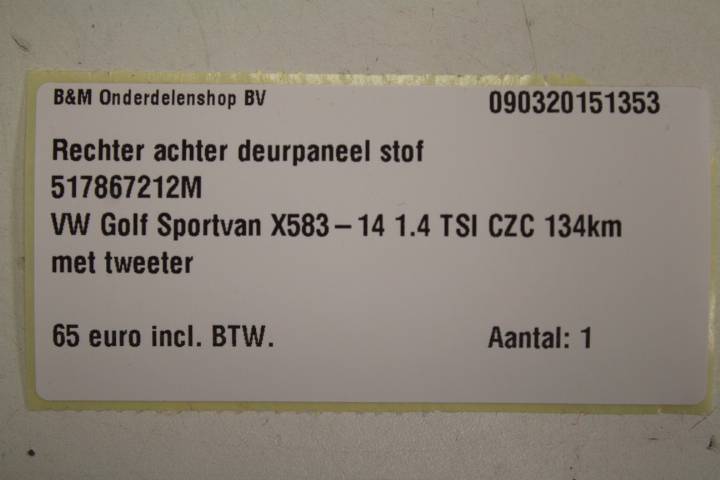 B&M Onderdelenshop BV 090320151353
Rechter achter deurpaneel stof
517867212M
VW Golf Sportvan X583-14 1.4 TSI CZC 134km
met tweeter
65 euro incl. BTW. Aantal: 1